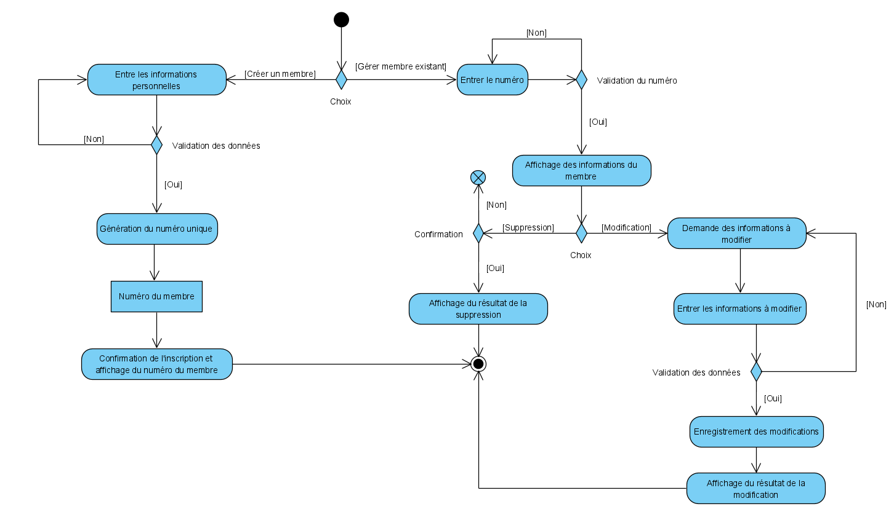 [Non]
Entre les informations
personnelles
[Créer un membre]
[Gérer membre existant]
Choix
Entrer le numéro
Validation du numéro
[Non]
Validation des données
[Oui]
[Oui]
Affichage des informations du
membre
Génération du numéro unique
Confirmation
[Non]
[Suppression]
[Modification]
Choix
Demande des informations à
modifier
[Oui]
Numéro du membre
Affichage du résultat de la
suppression
Entrer les informations à modifier
[Non]
Confirmation de l'inscription et
affichage du numéro du membre
Validation des données
[Oui]
Enregistrement des modifications
Affichage du résultat de la
modification